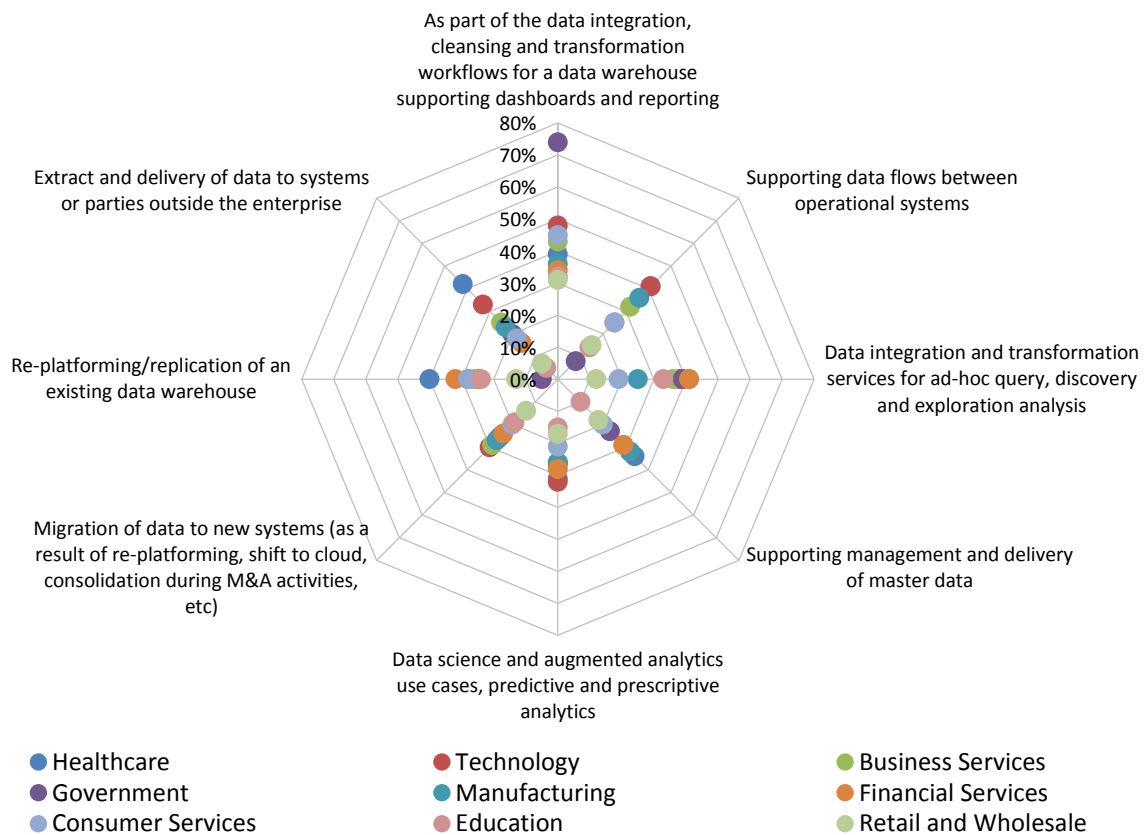 As part of the data integration,
cleansing and transformation
workflows for a data warehouse
supporting dashboards and reporting
80%
70%
60%
50%
40%
30%
20%
10%
0%
Supporting data flows between
operational systems
Data integration and transformation
services for ad-hoc query, discovery
and exploration analysis
Supporting management and delivery
of master data
Data science and augmented analytics
use cases, predictive and prescriptive
analytics
Migration of data to new systems (as a
result of re-platforming, shift to cloud,
consolidation during M&A activities,
etc)
Re-platforming/replication of an
existing data warehouse
Extract and delivery of data to systems
or parties outside the enterprise
Healthcare
Technology
Business Services
Government
Manufacturing
Financial Services
Consumer Services
Education
Retail and Wholesale